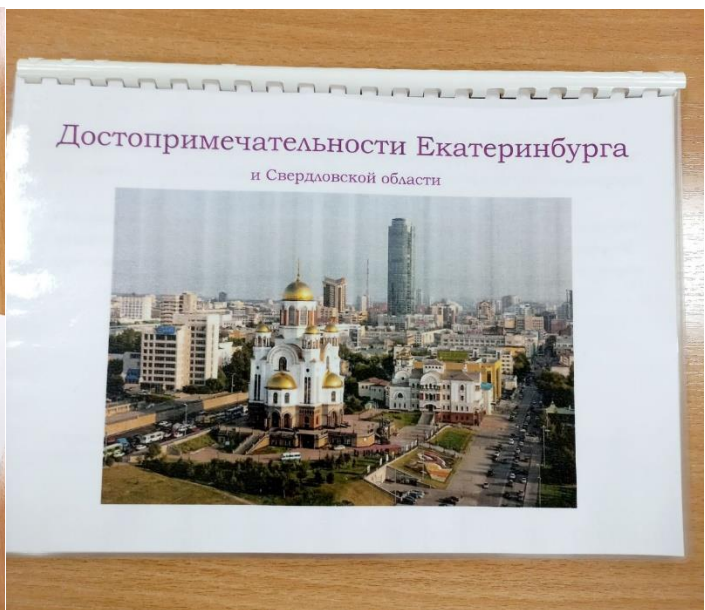 Достопримечательности Екатеринбурга
и Свердловской области